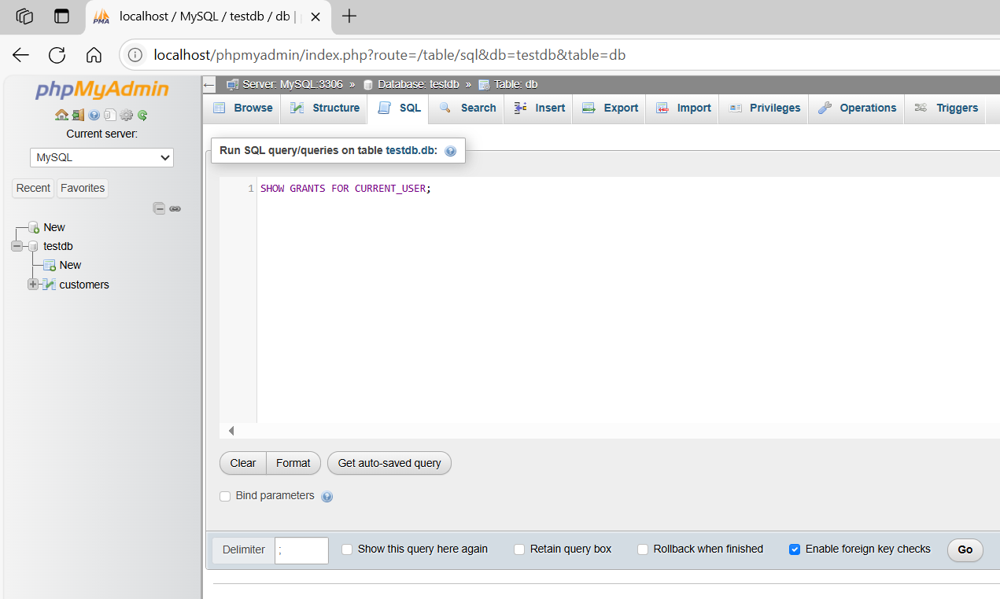 localhost / MySQL / testdb / db |
localhost/phpmyadmin/index.php?route=/table/sql&db=testdb&table=db
phpMyAdmin
Current server:
MySQL
Recent Favorites
New
testdb
New
customers
Server: MySQL:3306 » Database: testdb » Table: db
Browse Structure SQL Search Insert Export Import Privileges Operations Triggers
Run SQL query/queries on table testdb.db:
1 SHOW GRANTS FOR CURRENT_USER;
Clear Format Get auto-saved query
Bind parameters
Delimiter ; Show this query here again Retain query box Rollback when finished Enable foreign key checks Go